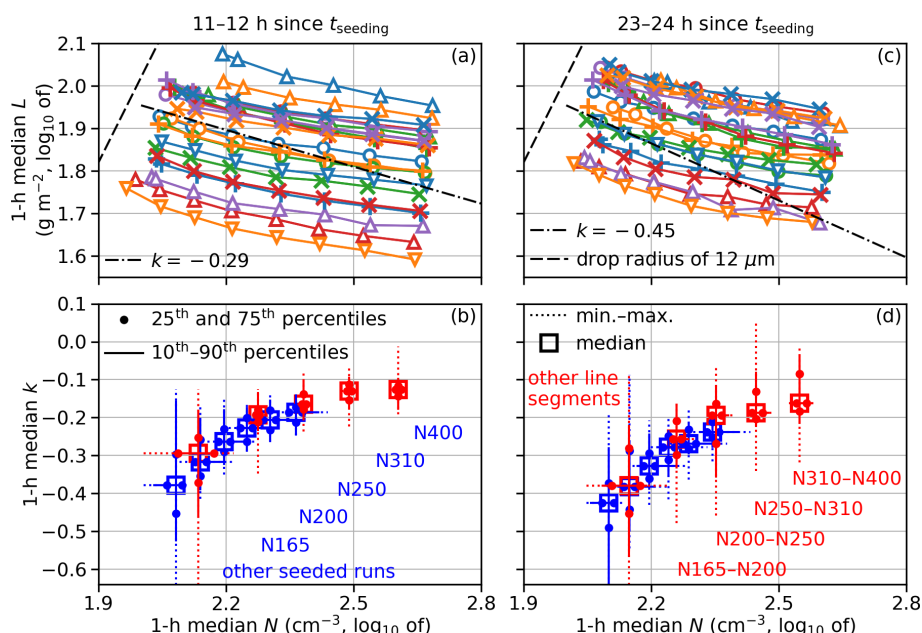 11–12 h since t_seeding
23–24 h since t_seeding
1-h median L
(g m⁻², log₁₀ of)
2.1
2.0
1.9
1.8
1.7
1.6
(a)
k = −0.29
(c)
k = −0.45
drop radius of 12 μm
1-h median k
0.1
0.0
−0.1
−0.2
−0.3
−0.4
−0.5
−0.6
25ᵗʰ and 75ᵗʰ percentiles
(b)
10ᵗʰ–90ᵗʰ percentiles
N400
N310
N250
N200
N165
other seeded runs
min.–max.
(d)
median
other line
segments
N310–N400
N250–N310
N200–N250
N165–N200
1.9 2.2 2.5 2.8
1.9 2.2 2.5 2.8
1-h median N (cm⁻³, log₁₀ of)
1-h median N (cm⁻³, log₁₀ of)